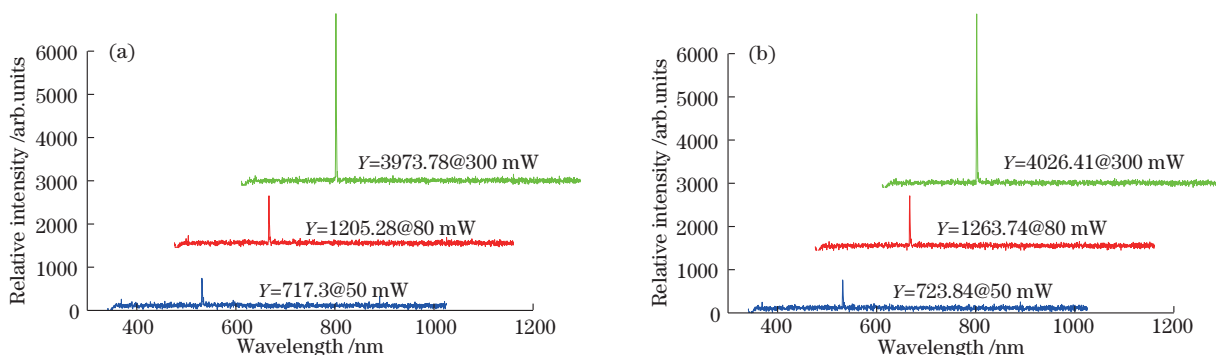 (a)
Relative intensity /arb.units
6000
5000
4000
3000
2000
1000
0
Y=3973.78@300 mW
Y=1205.28@80 mW
Y=717.3@50 mW
400 600 800 1000 1200
Wavelength /nm
(b)
Relative intensity /arb.units
6000
5000
4000
3000
2000
1000
0
Y=4026.41@300 mW
Y=1263.74@80 mW
Y=723.84@50 mW
400 600 800 1000 1200
Wavelength /nm